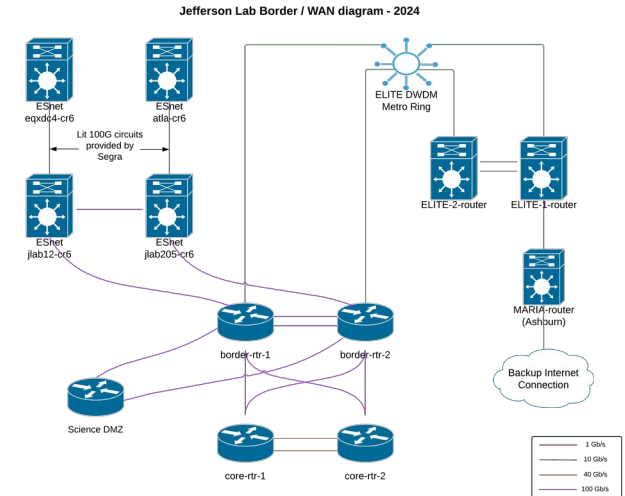 Jefferson Lab Border / WAN diagram - 2024
ESnet
eqxdc4-cr6
ESnet
atla-cr6
Lit 100G circuits
provided by
Segra
ELITE DWDM
Metro Ring
ELITE-2-router
ELITE-1-router
ESnet
jlab12-cr6
ESnet
jlab205-cr6
MARIA-router
(Ashburn)
border-rtr-1
border-rtr-2
Backup Internet
Connection
Science DMZ
core-rtr-1
core-rtr-2
1 Gb/s
10 Gb/s
40 Gb/s
100 Gb/s